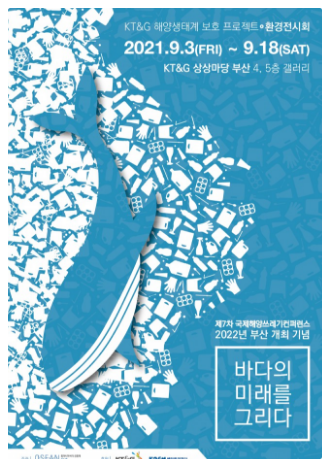 KT&G 해양생태계 보호 프로젝트 • 환경전시회
2021.9.3(FRI) ~ 9.18(SAT)
KT&G 상상마당 부산 4, 5층 갤러리
제7차 국제해양쓰레기컨퍼런스
2022년 부산 개최 기념
바다의
미래를
그리다
OSEAN